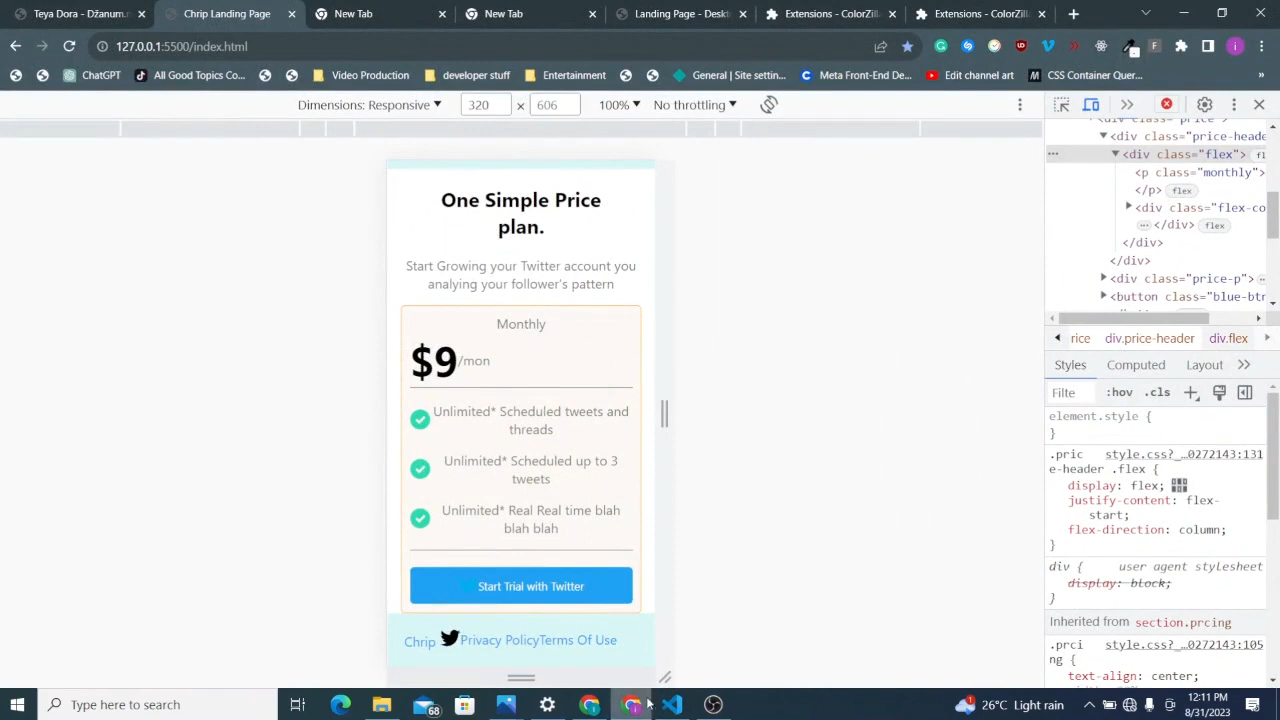 Teya Dora - Džanum.m
Chrip Landing Page
New Tab
New Tab
Landing Page - Deskt
Extensions - ColorZill
Extensions - ColorZill
127.0.0.1:5500/index.html
ChatGPT
All Good Topics Co...
Video Production
developer stuff
Entertainment
General | Site settin...
Meta Front-End De...
Edit channel art
CSS Container Quer...
»
Dimensions: Responsive
320 × 606
100%
No throttling
One Simple Price
plan.
Start Growing your Twitter account you
analying your follower's pattern
Monthly
$9/mon
Unlimited* Scheduled tweets and
threads
Unlimited* Scheduled up to 3
tweets
Unlimited* Real Real time blah
blah blah
Start Trial with Twitter
Chrip
Privacy PolicyTerms Of Use
<div class="price-heade
<div class="flex"> fl
<p class="monthly">
</p> flex
<div class="flex-co
</div> flex
</div>
</div>
<div class="price-p">
<button class="blue-btn
rice div.price-header div.flex
Styles Computed Layout
Filte :hov .cls
element.style {
}
.pric style.css?_…0272143:131
e-header .flex {
display: flex;
justify-content: flex-
start;
flex-direction: column;
}
div { user agent stylesheet
display: block;
}
Inherited from section.prcing
.prci style.css?_…0272143:105
ng {
text-align: center;
Type here to search
68
26°C Light rain
12:11 PM
8/31/2023